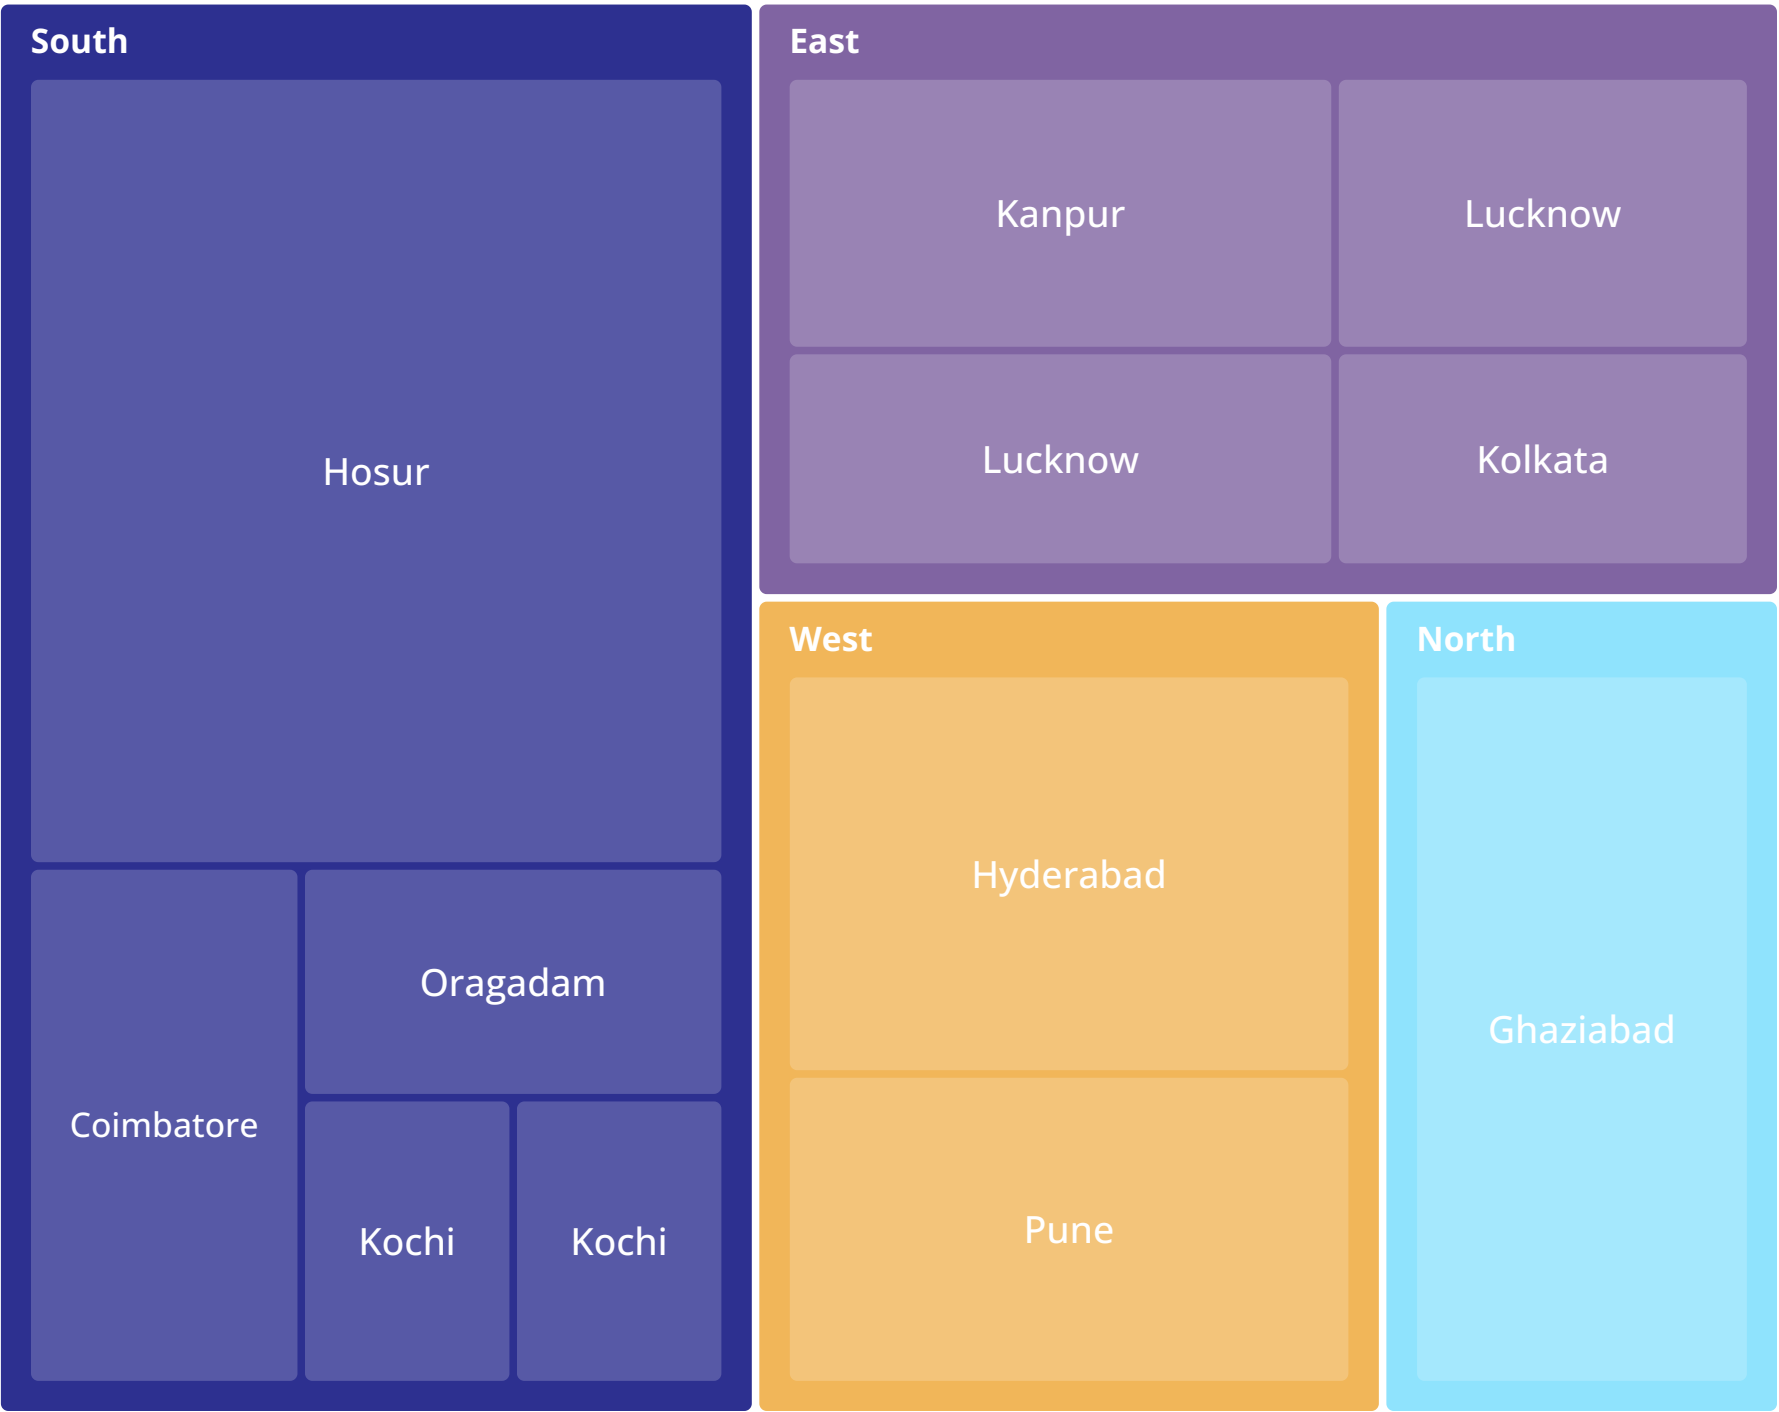 South
Hosur
Coimbatore
Oragadam
Kochi
Kochi
East
Kanpur
Lucknow
Lucknow
Kolkata
West
Hyderabad
Pune
North
Ghaziabad